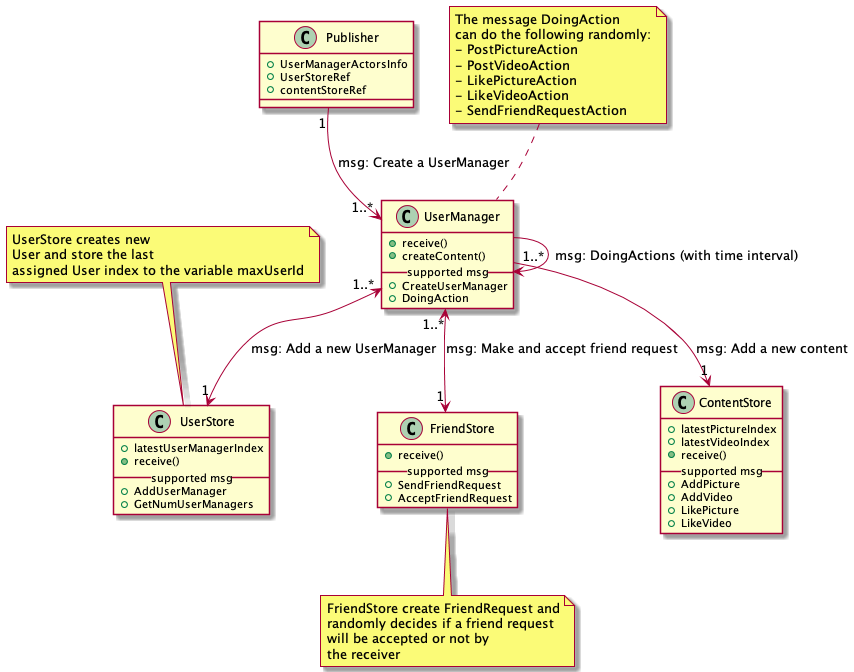 The message DoingAction
can do the following randomly:
- PostPictureAction
- PostVideoAction
- LikePictureAction
- LikeVideoAction
- SendFriendRequestAction
C Publisher
UserManagerActorsInfo
UserStoreRef
contentStoreRef
1
msg: Create a UserManager
1..*
C UserManager
receive()
createContent()
supported msg
CreateUserManager
DoingAction
1..*
msg: DoingActions (with time interval)
UserStore creates new
User and store the last
assigned User index to the variable maxUserId
1..*
1..*
msg: Add a new UserManager
msg: Make and accept friend request
msg: Add a new content
1
1
1
C UserStore
latestUserManagerIndex
receive()
supported msg
AddUserManager
GetNumUserManagers
C FriendStore
receive()
supported msg
SendFriendRequest
AcceptFriendRequest
C ContentStore
latestPictureIndex
latestVideoIndex
receive()
supported msg
AddPicture
AddVideo
LikePicture
LikeVideo
FriendStore create FriendRequest and
randomly decides if a friend request
will be accepted or not by
the receiver